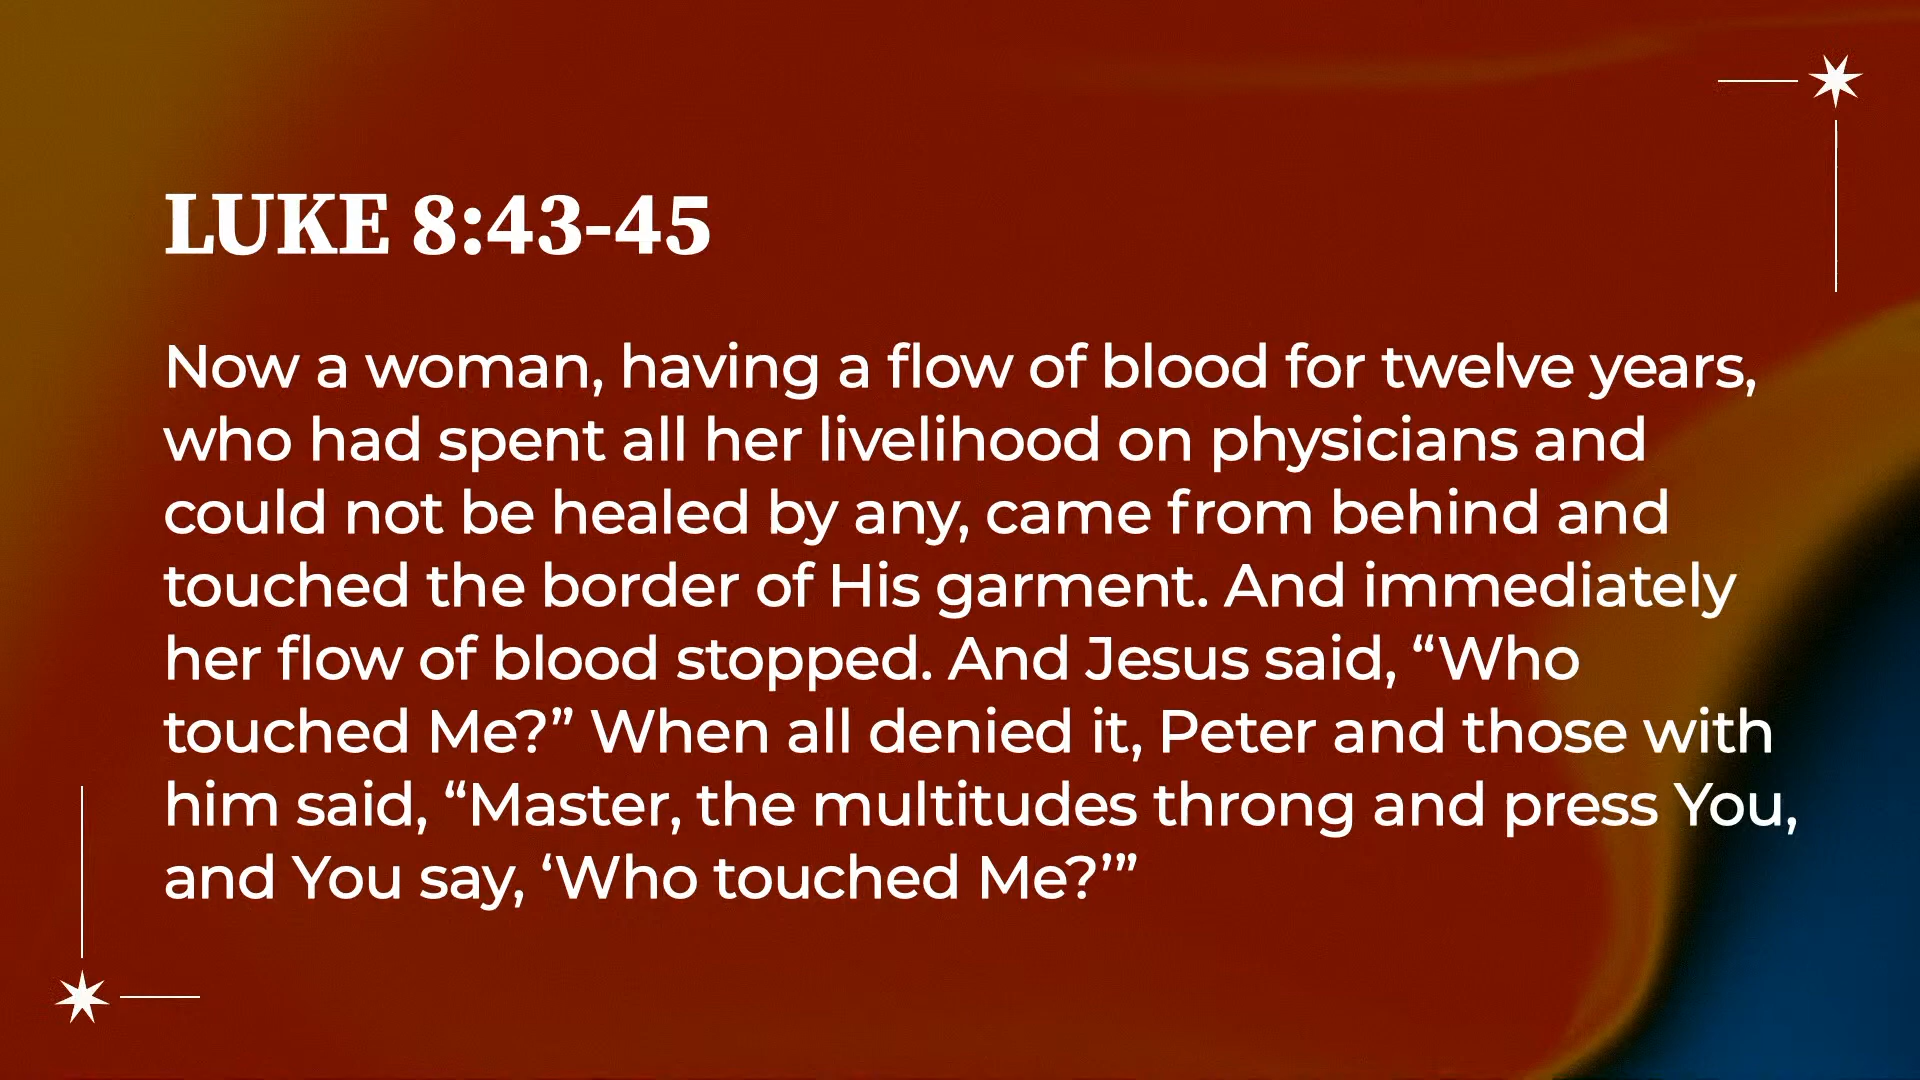 LUKE 8:43-45
Now a woman, having a flow of blood for twelve years,
who had spent all her livelihood on physicians and
could not be healed by any, came from behind and
touched the border of His garment. And immediately
her flow of blood stopped. And Jesus said, “Who
touched Me?” When all denied it, Peter and those with
him said, “Master, the multitudes throng and press You,
and You say, ‘Who touched Me?’”